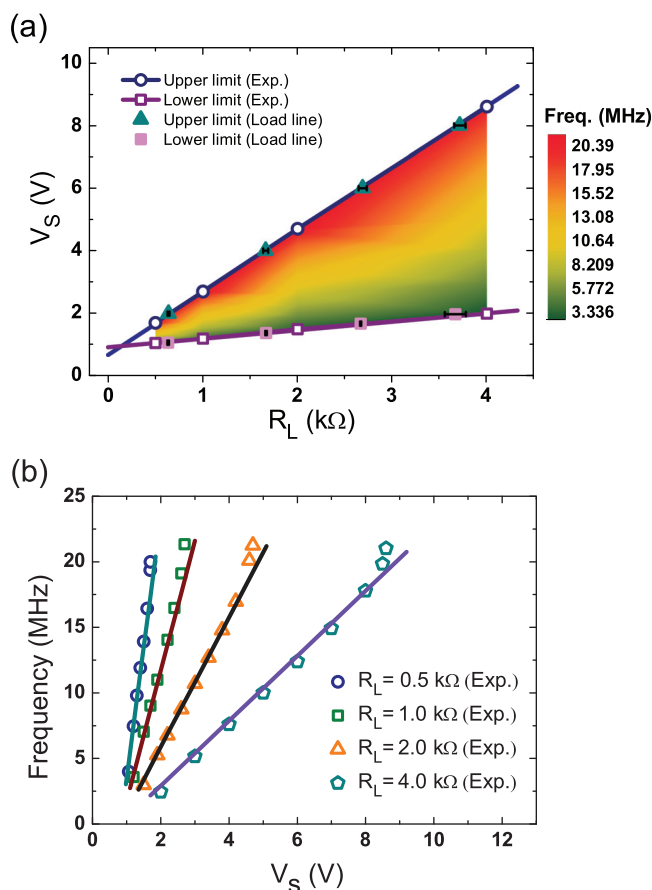 (a)
10
8
6
4
2
0
V_S (V)
Upper limit (Exp.)
Lower limit (Exp.)
Upper limit (Load line)
Lower limit (Load line)
0 1 2 3 4
R_L (kΩ)
Freq. (MHz)
20.39
17.95
15.52
13.08
10.64
8.209
5.772
3.336
(b)
25
20
15
10
5
0
Frequency (MHz)
R_L = 0.5 kΩ (Exp.)
R_L = 1.0 kΩ (Exp.)
R_L = 2.0 kΩ (Exp.)
R_L = 4.0 kΩ (Exp.)
0 2 4 6 8 10 12
V_S (V)